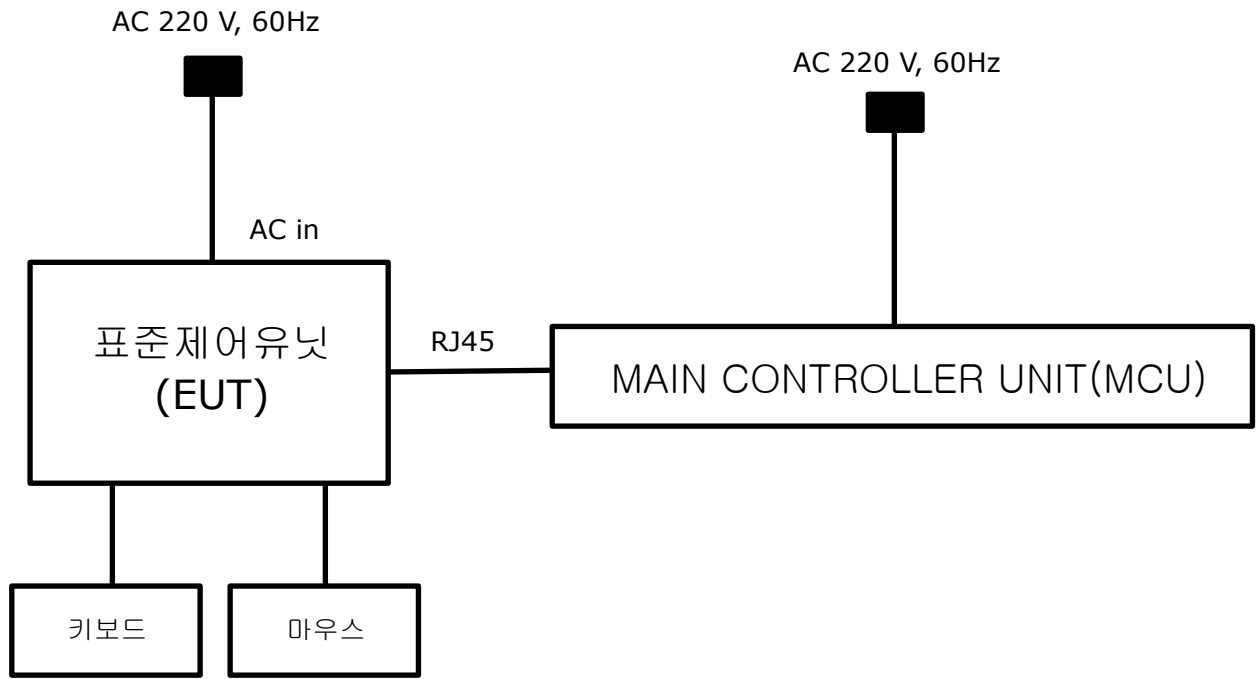 AC 220 V, 60Hz
AC 220 V, 60Hz
AC in
표준제어유닛
(EUT)
RJ45
MAIN CONTROLLER UNIT(MCU)
키보드
마우스